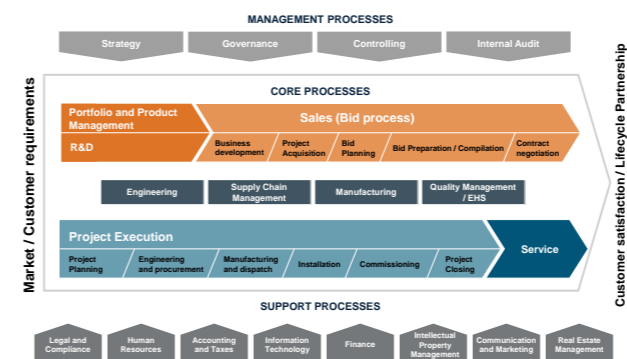 MANAGEMENT PROCESSES
Strategy
Governance
Controlling
Internal Audit
Market / Customer requirements
Customer satisfaction / Lifecycle Partnership
CORE PROCESSES
Portfolio and Product
Management
R&D
Sales (Bid process)
Business
development
Project
Acquisition
Bid
Planning
Bid Preparation / Compilation
Contract
negotiation
Engineering
Supply Chain
Management
Manufacturing
Quality Management
/ EHS
Project Execution
Project
Planning
Engineering
and procurement
Manufacturing
and dispatch
Installation
Commissioning
Project
Closing
Service
SUPPORT PROCESSES
Legal and
Compliance
Human
Resources
Accounting
and Taxes
Information
Technology
Finance
Intellectual
Property
Management
Communication
and Marketing
Real Estate
Management